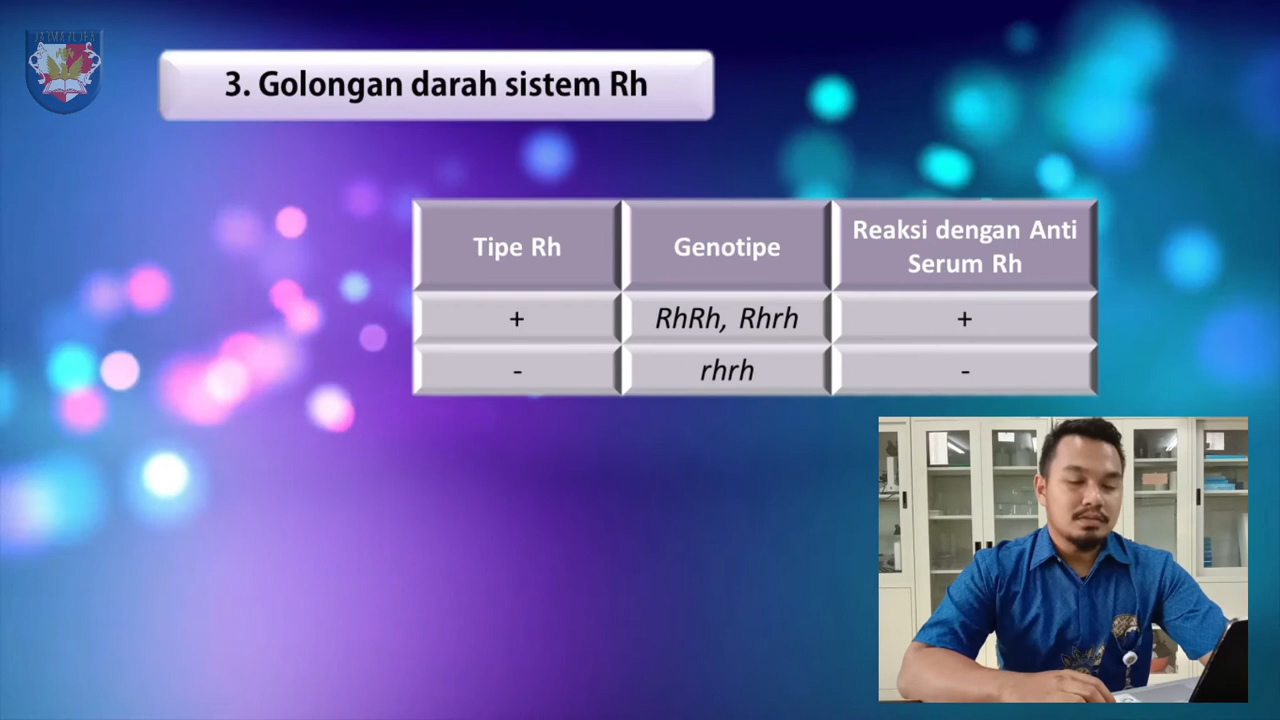 3. Golongan darah sistem Rh
Tipe Rh
Genotipe
Reaksi dengan Anti
Serum Rh
+
RhRh, Rhrh
+
-
rhrh
-